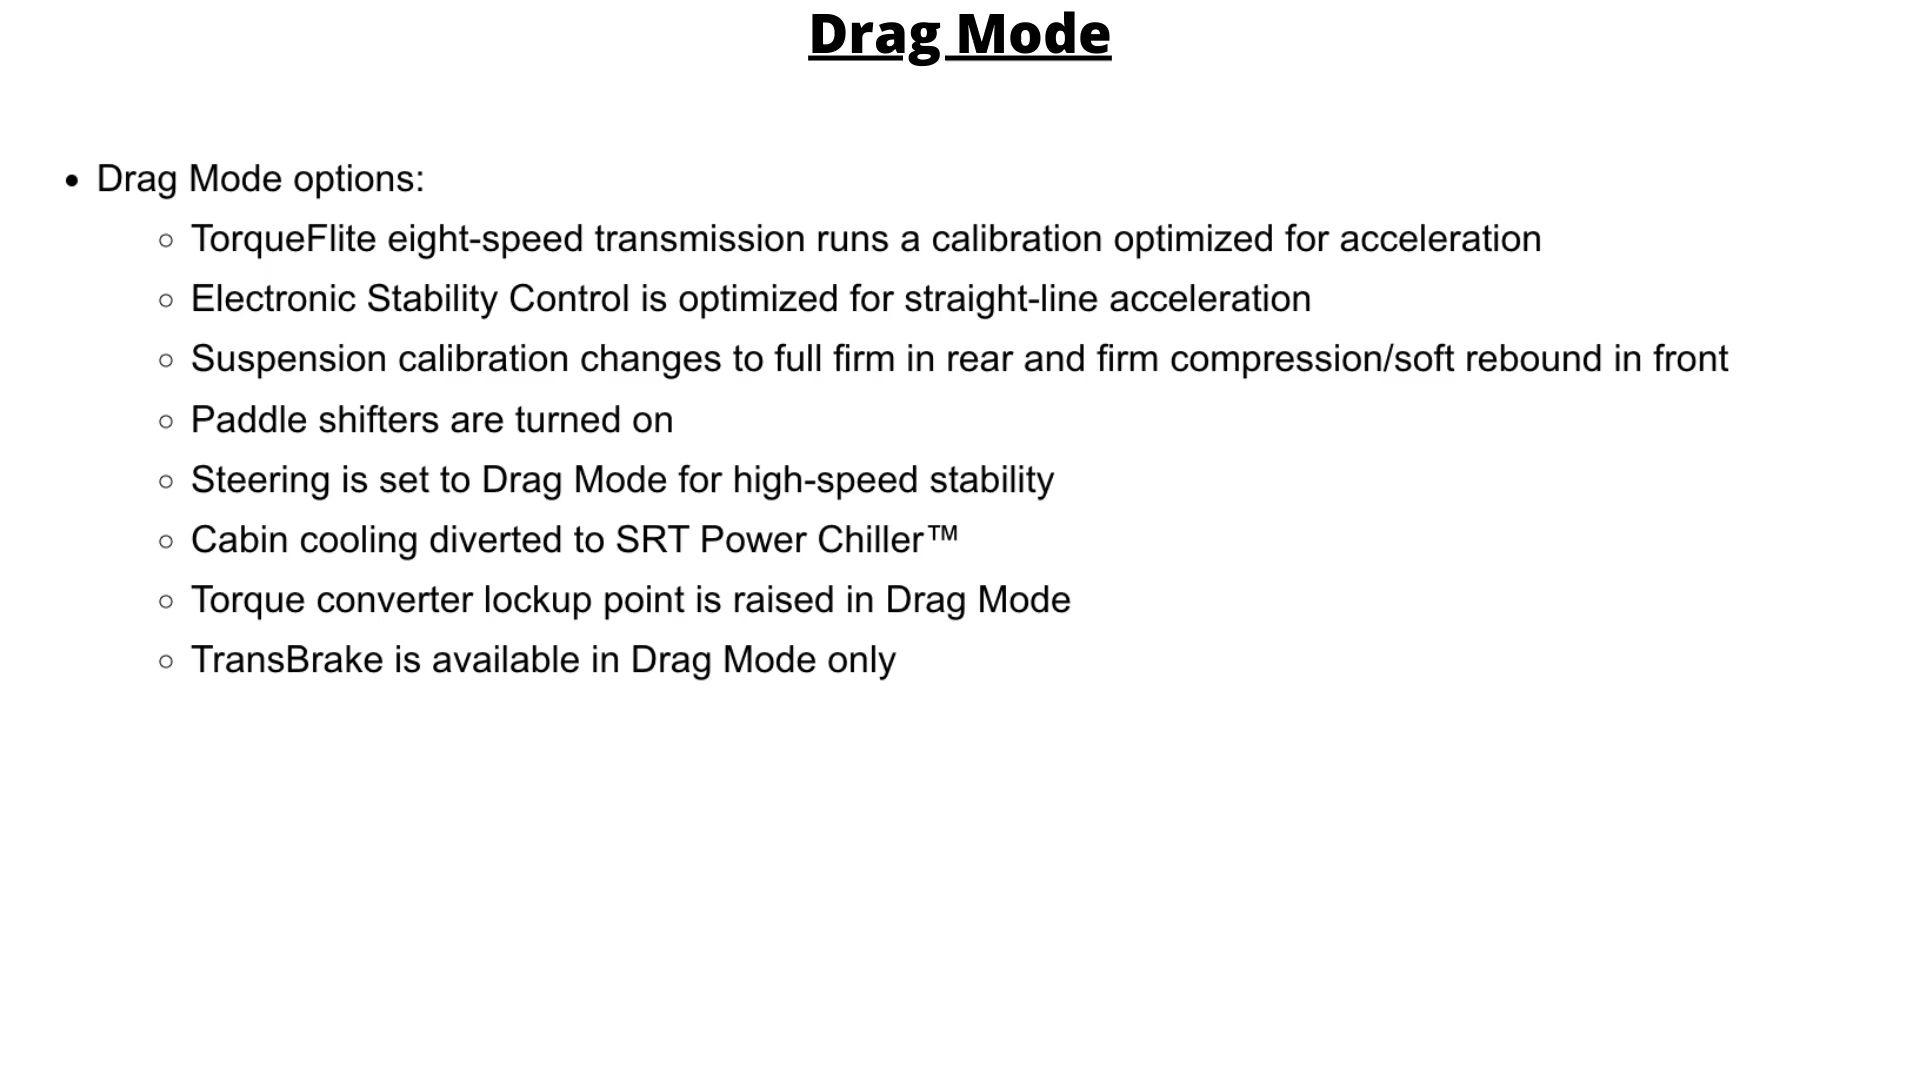 Drag Mode
• Drag Mode options:
○ TorqueFlite eight-speed transmission runs a calibration optimized for acceleration
○ Electronic Stability Control is optimized for straight-line acceleration
○ Suspension calibration changes to full firm in rear and firm compression/soft rebound in front
○ Paddle shifters are turned on
○ Steering is set to Drag Mode for high-speed stability
○ Cabin cooling diverted to SRT Power Chiller™
○ Torque converter lockup point is raised in Drag Mode
○ TransBrake is available in Drag Mode only